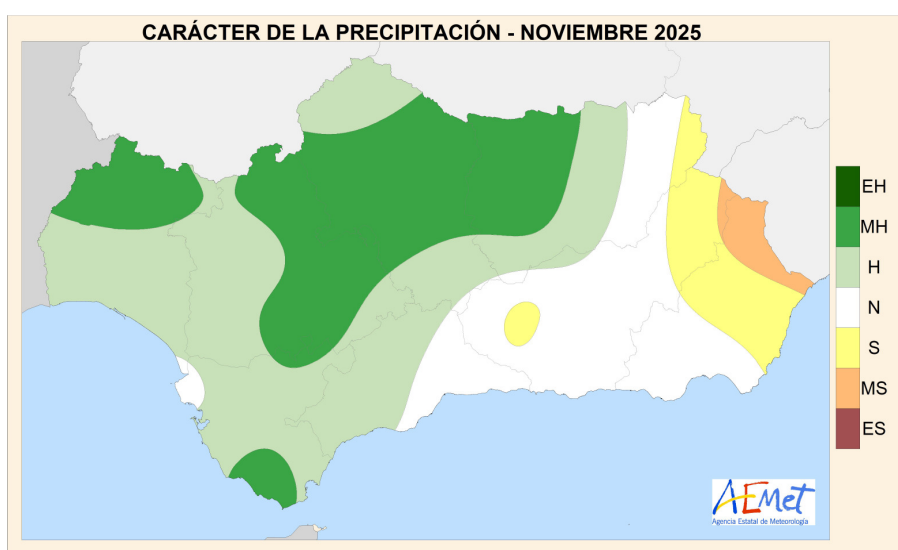 CARÁCTER DE LA PRECIPITACIÓN - NOVIEMBRE 2025
EH
MH
H
N
S
MS
ES
AEMet
Agencia Estatal de Meteorología